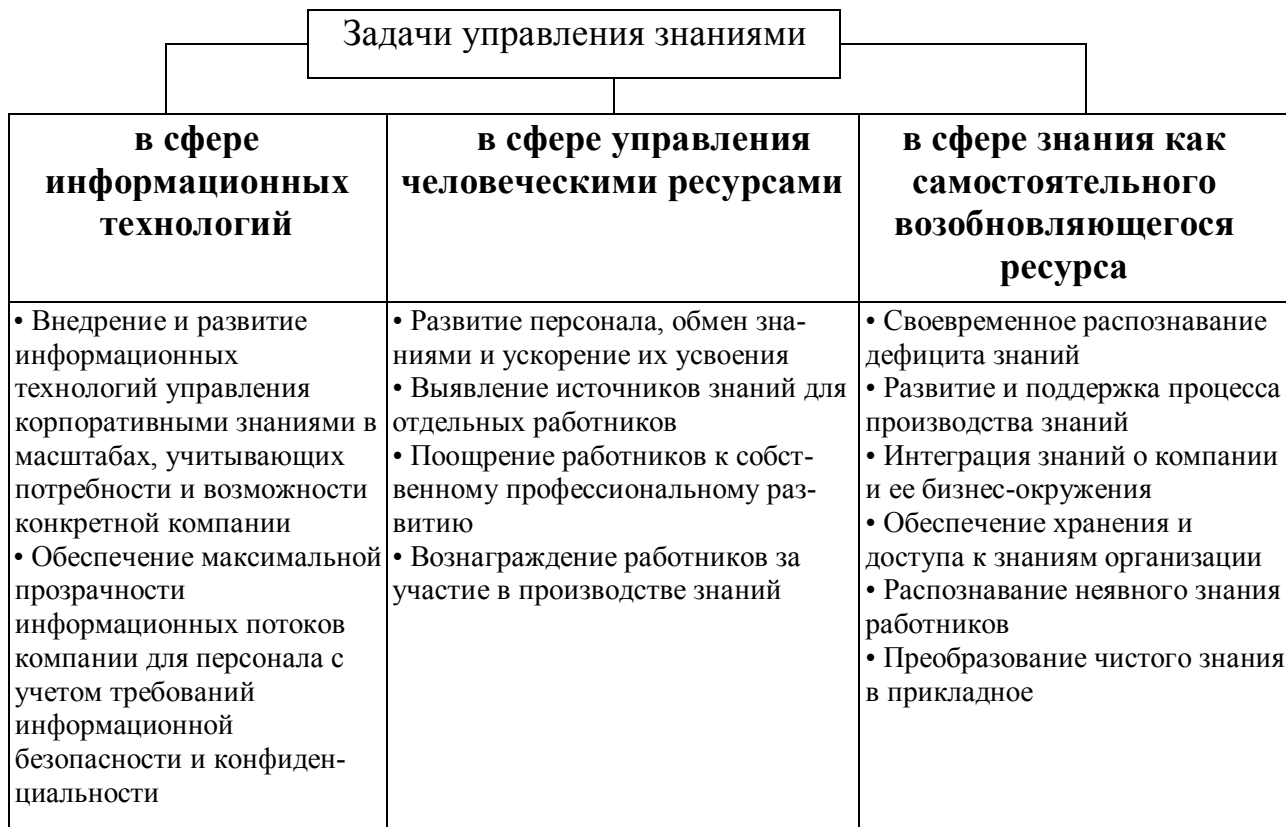 Задачи управления знаниями
в сфере
информационных
технологий
в сфере управления
человеческими ресурсами
в сфере знания как
самостоятельного
возобновляющегося
ресурса
• Внедрение и развитие
информационных
технологий управления
корпоративными знаниями в
масштабах, учитывающих
потребности и возможности
конкретной компании
• Обеспечение максимальной
прозрачности
информационных потоков
компании для персонала с
учетом требований
информационной
безопасности и конфиден-
циальности
• Развитие персонала, обмен зна-
ниями и ускорение их усвоения
• Выявление источников знаний для
отдельных работников
• Поощрение работников к собст-
венному профессиональному раз-
витию
• Вознаграждение работников за
участие в производстве знаний
• Своевременное распознавание
дефицита знаний
• Развитие и поддержка процесса
производства знаний
• Интеграция знаний о компании
и ее бизнес-окружения
• Обеспечение хранения и
доступа к знаниям организации
• Распознавание неявного знания
работников
• Преобразование чистого знания
в прикладное